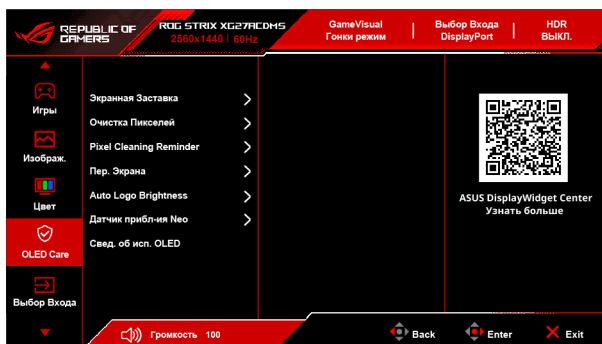 REPUBLIC OF
GAMERS
ROG STRIX XG27ACDMS
2560x1440 | 60Hz
GameVisual
Гонки режим
Выбор Входа
DisplayPort
HDR
ВЫКЛ.
Игры
Изображ.
Цвет
OLED Care
Выбор Входа
Экранная Заставка
Очистка Пикселей
Pixel Cleaning Reminder
Пер. Экрана
Auto Logo Brightness
Датчик прибл-ия Neo
Свед. об исп. OLED
ASUS DisplayWidget Center
Узнать больше
Громкость 100
Back
Enter
Exit